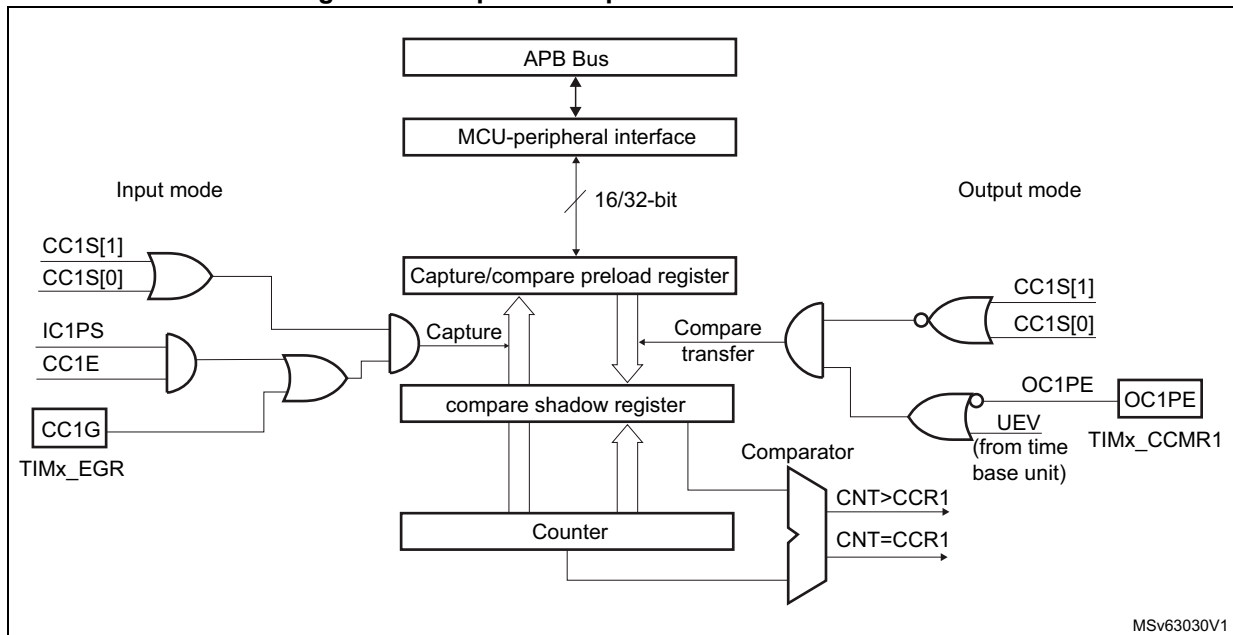 APB Bus
MCU-peripheral interface
Input mode
16/32-bit
Output mode
CC1S[1]
CC1S[0]
Capture/compare preload register
CC1S[1]
CC1S[0]
IC1PS
CC1E
Capture
Compare
transfer
CC1G
TIMx_EGR
compare shadow register
OC1PE
OC1PE
UEV
(from time
base unit)
TIMx_CCMR1
Comparator
CNT>CCR1
Counter
CNT=CCR1
MSv63030V1